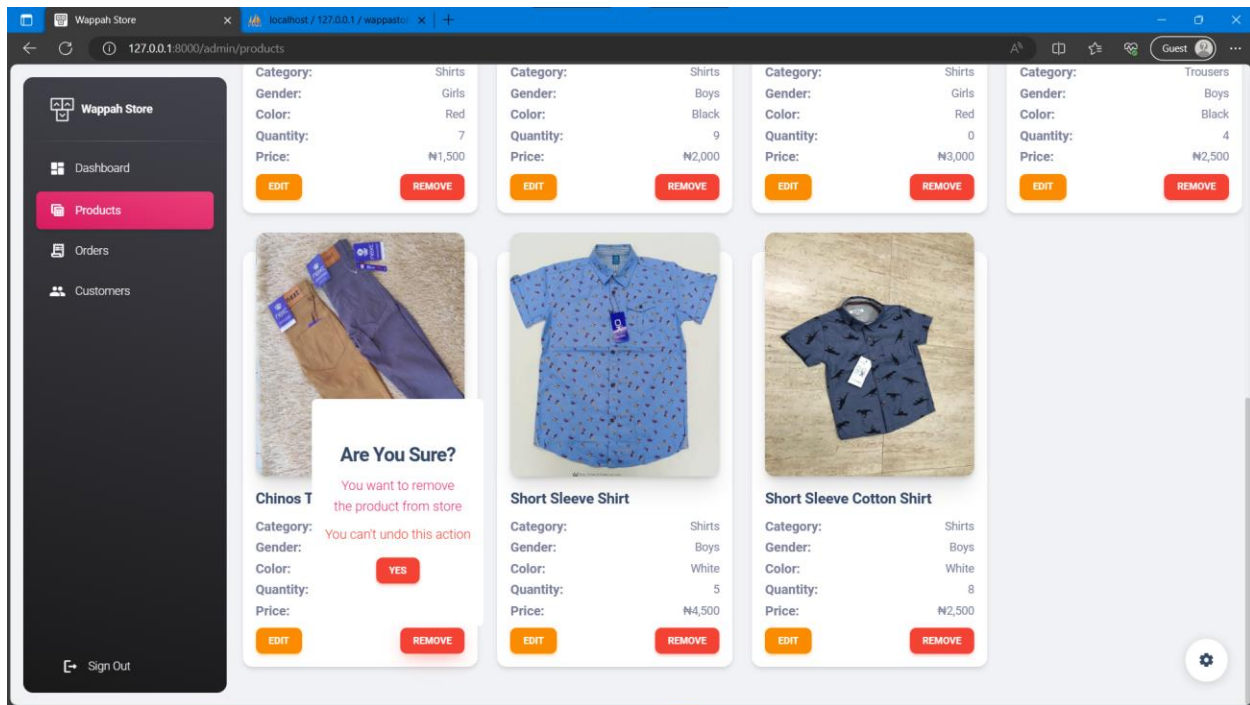 Wappah Store
localhost / 127.0.0.1 / wappastor
127.0.0.1:8000/admin/products
Guest
Wappah Store
Dashboard
Products
Orders
Customers
Sign Out
Category: Shirts
Gender: Girls
Color: Red
Quantity: 7
Price: ₦1,500
EDIT REMOVE
Category: Shirts
Gender: Boys
Color: Black
Quantity: 9
Price: ₦2,000
EDIT REMOVE
Category: Shirts
Gender: Girls
Color: Red
Quantity: 0
Price: ₦3,000
EDIT REMOVE
Category: Trousers
Gender: Boys
Color: Black
Quantity: 4
Price: ₦2,500
EDIT REMOVE
Chinos T
Category:
Gender:
Color:
Quantity:
Price:
EDIT REMOVE
Are You Sure?
You want to remove
the product from store
You can't undo this action
YES
Short Sleeve Shirt
Category: Shirts
Gender: Boys
Color: White
Quantity: 5
Price: ₦4,500
EDIT REMOVE
Short Sleeve Cotton Shirt
Category: Shirts
Gender: Boys
Color: White
Quantity: 8
Price: ₦2,500
EDIT REMOVE